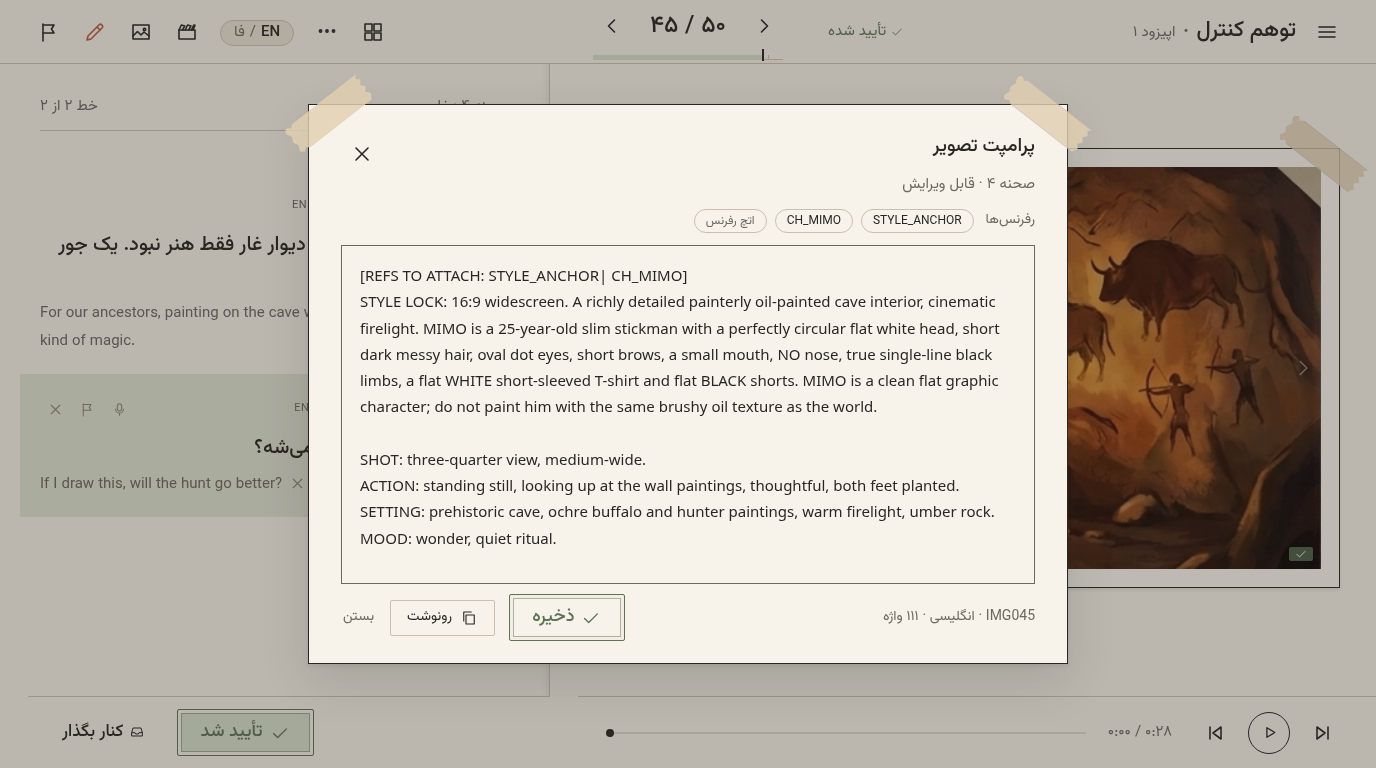 توهم کنترل · اپیزود ۱
تأیید شده
۴۵ / ۵۰
EN / فا
خط ۲ از ۲
EN
دیوار غار فقط هنر نبود. یک جور
For our ancestors, painting on the cave
kind of magic.
EN
If I draw this, will the hunt go better?
پرامپت تصویر
صحنه ۴ · قابل ویرایش
رفرنس‌ها
STYLE_ANCHOR
CH_MIMO
اتچ رفرنس
[REFS TO ATTACH: STYLE_ANCHOR| CH_MIMO]
STYLE LOCK: 16:9 widescreen. A richly detailed painterly oil-painted cave interior, cinematic
firelight. MIMO is a 25-year-old slim stickman with a perfectly circular flat white head, short
dark messy hair, oval dot eyes, short brows, a small mouth, NO nose, true single-line black
limbs, a flat WHITE short-sleeved T-shirt and flat BLACK shorts. MIMO is a clean flat graphic
character; do not paint him with the same brushy oil texture as the world.
SHOT: three-quarter view, medium-wide.
ACTION: standing still, looking up at the wall paintings, thoughtful, both feet planted.
SETTING: prehistoric cave, ochre buffalo and hunter paintings, warm firelight, umber rock.
MOOD: wonder, quiet ritual.
IMG045 · انگلیسی · ۱۱۱ واژه
ذخیره
رونوشت
بستن
۰:۰۰ / ۰:۲۸
تأیید شد
کنار بگذار